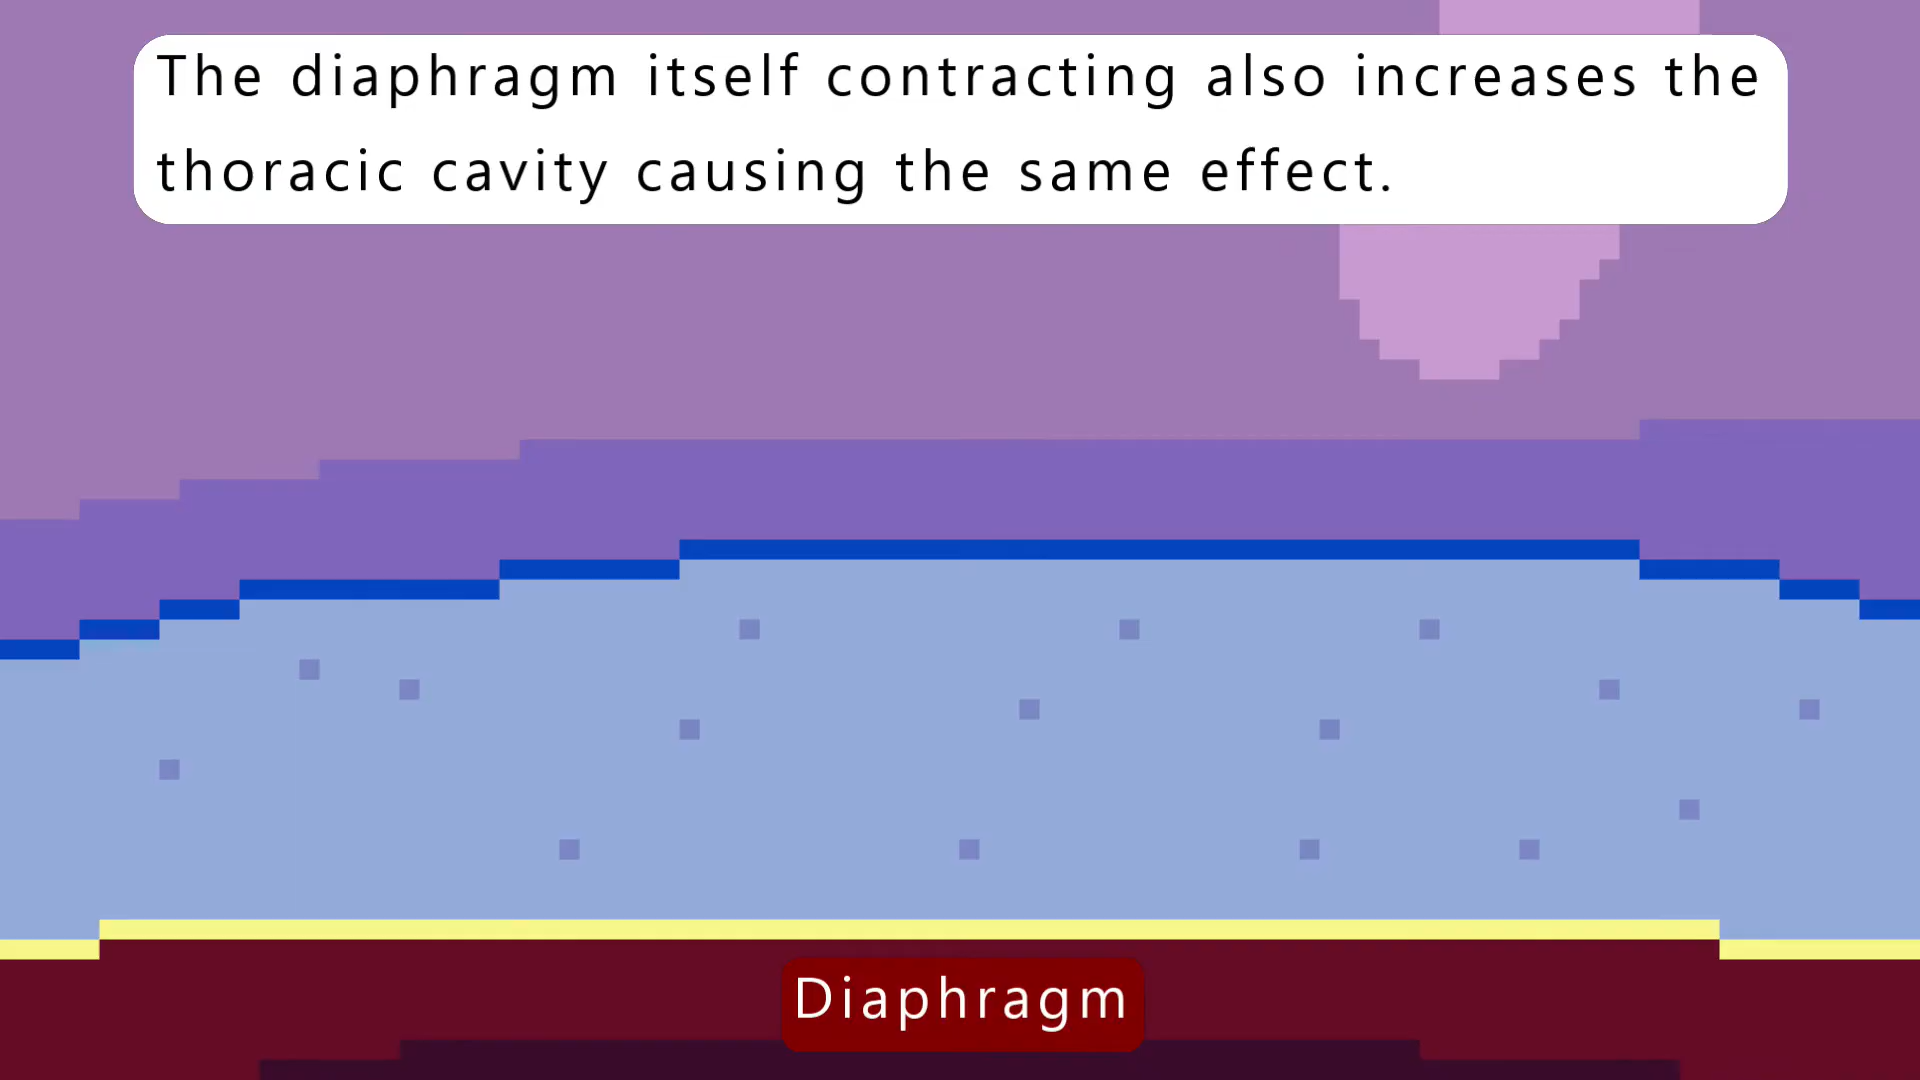 The diaphragm itself contracting also increases the
thoracic cavity causing the same effect.
Diaphragm